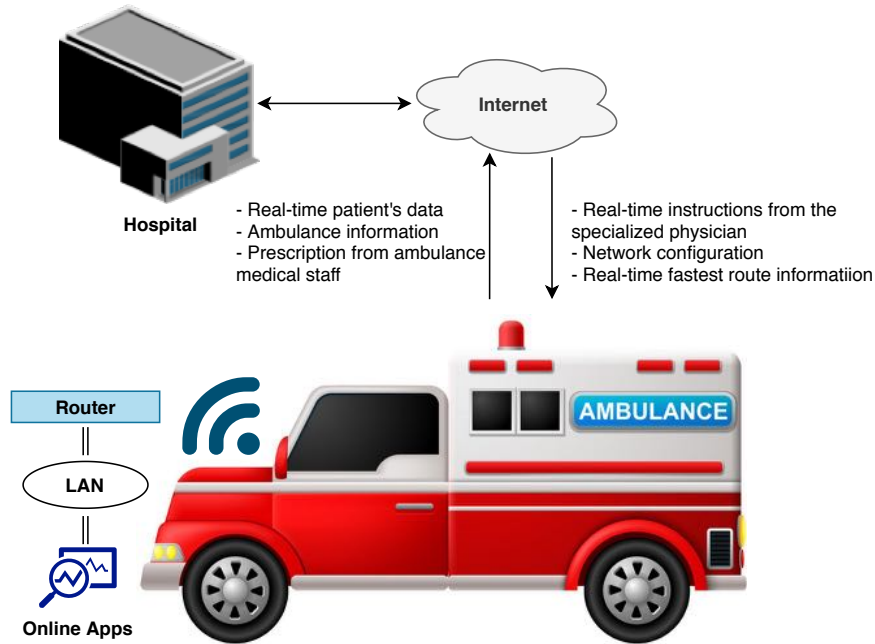 Internet
Hospital
- Real-time patient's data
- Ambulance information
- Prescription from ambulance
medical staff
- Real-time instructions from the
specialized physician
- Network configuration
- Real-time fastest route informatiion
Router
LAN
Online Apps
AMBULANCE